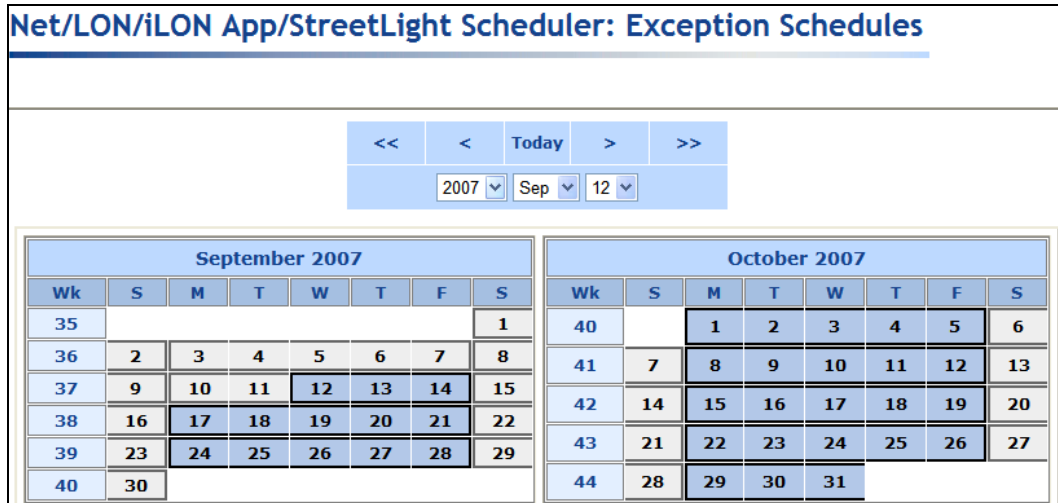 Net/LON/iLON App/StreetLight Scheduler: Exception Schedules
<< < Today > >>
2007 Sep 12
September 2007
Wk S M T W T F S
35 1
36 2 3 4 5 6 7 8
37 9 10 11 12 13 14 15
38 16 17 18 19 20 21 22
39 23 24 25 26 27 28 29
40 30
October 2007
Wk S M T W T F S
40 1 2 3 4 5 6
41 7 8 9 10 11 12 13
42 14 15 16 17 18 19 20
43 21 22 23 24 25 26 27
44 28 29 30 31